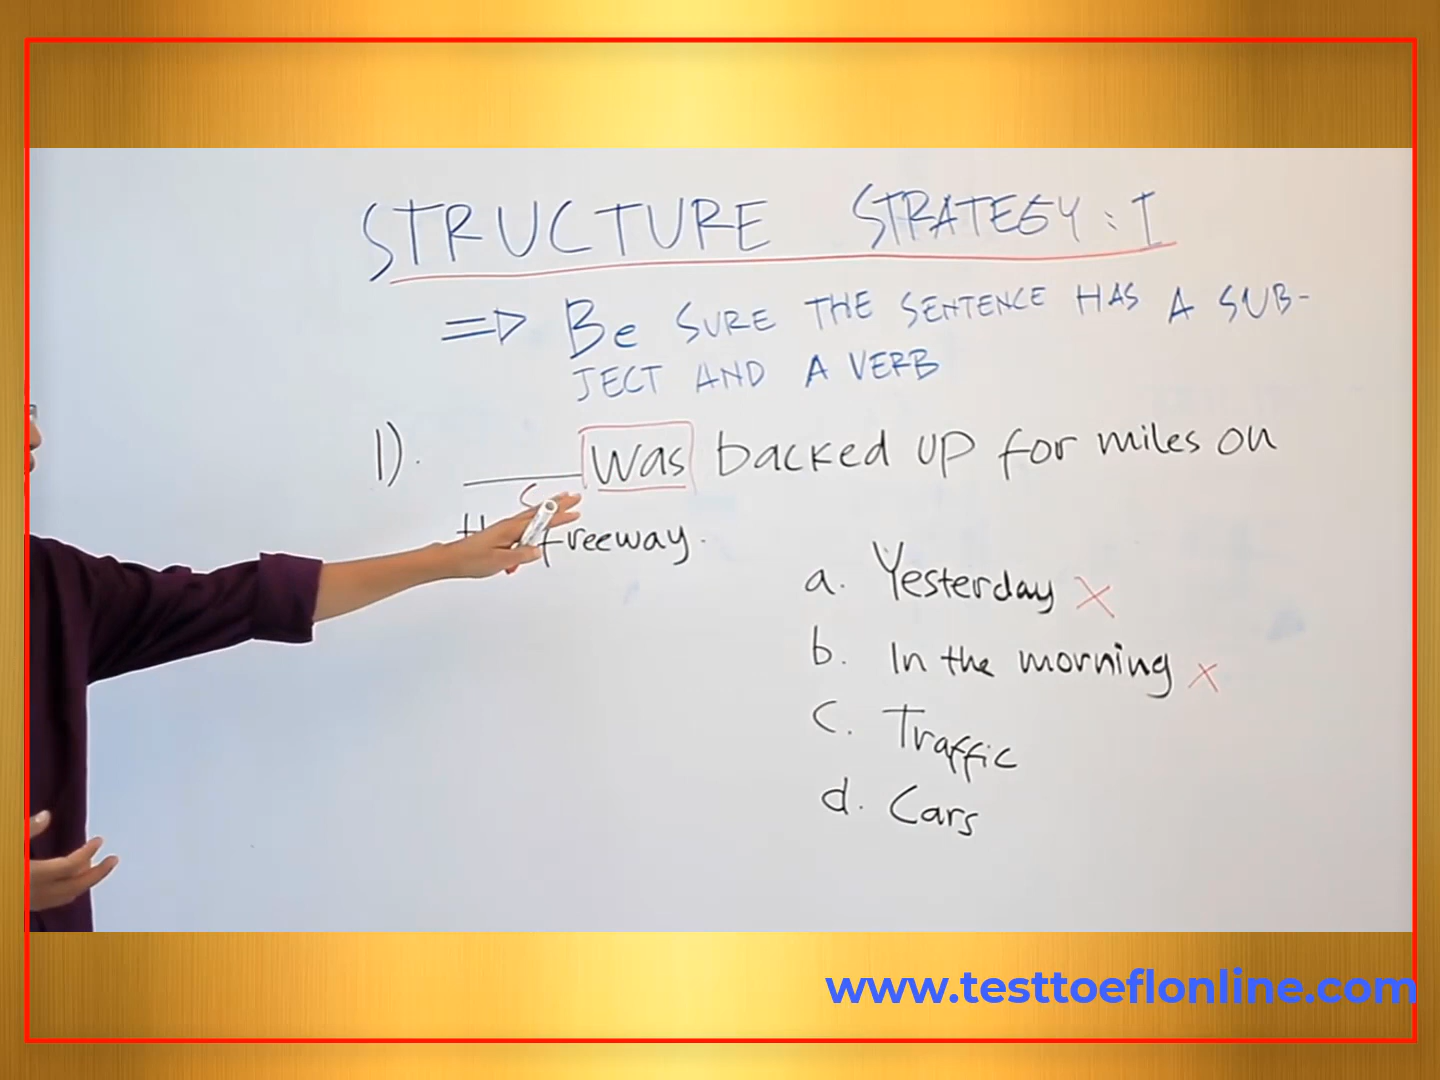 STRUCTURE STRATEGY: I
⇒ Be SURE THE SENTENCE HAS A SUB-
JECT AND A VERB
1). ______ was backed up for miles on
freeway.
a. Yesterday X
b. In the morning X
c. Traffic
d. Cars
www.testtoeflonline.com